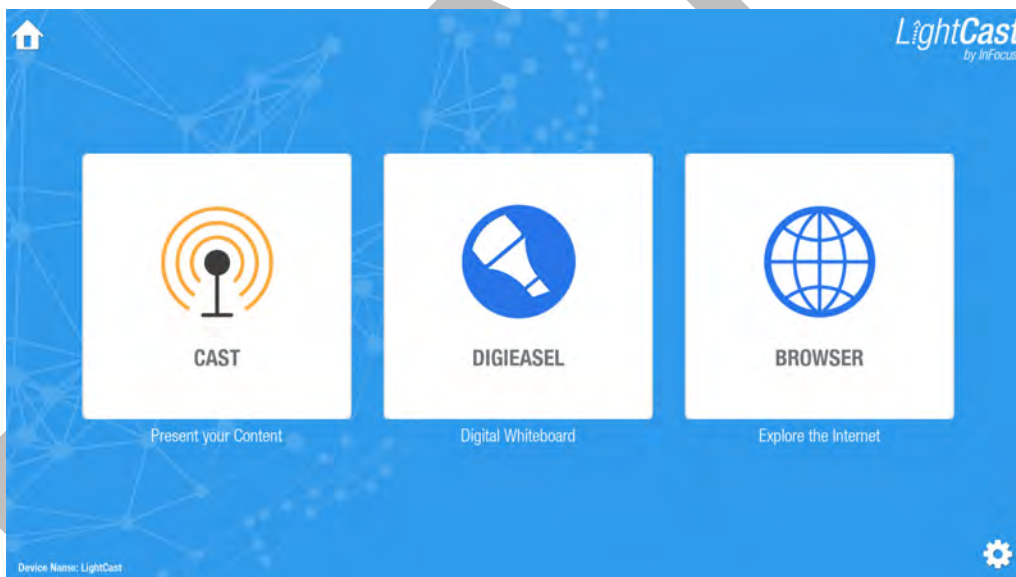 LightCast
by InFocus
CAST
DIGIEASEL
BROWSER
Present your Content
Digital Whiteboard
Explore the Internet
Device Name: LightCast